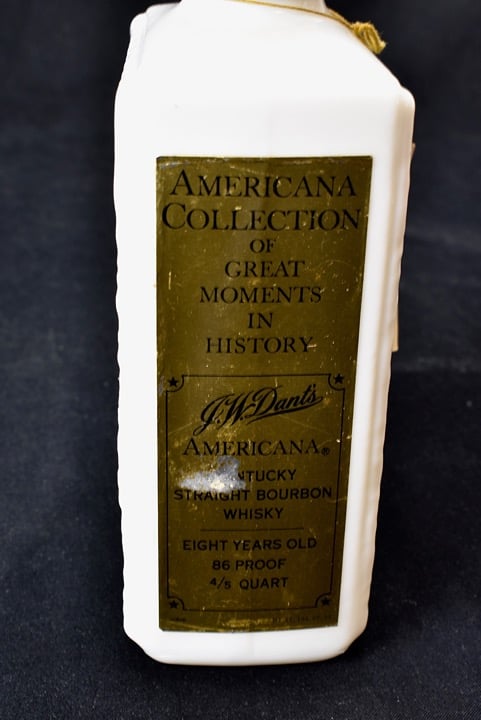 AMERICANA
COLLECTION
OF
GREAT
MOMENTS
IN
HISTORY
J.W. Dant's
AMERICANA®
STRAIGHT BOURBON
WHISKY
EIGHT YEARS OLD
86 PROOF
4/5 QUART